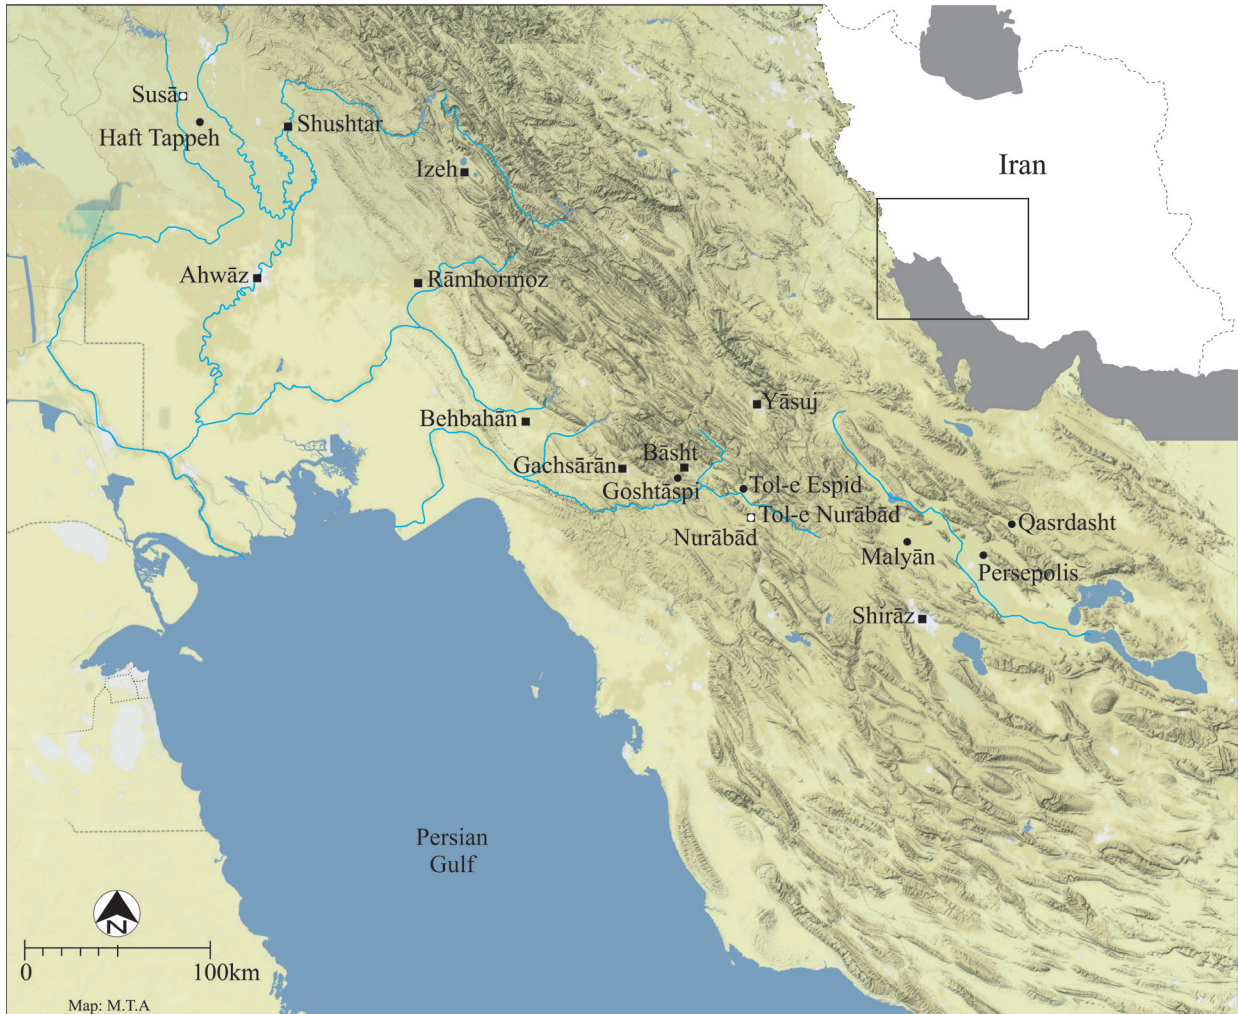 Susā
Haft Tappeh
Shushtar
Izeh
Iran
Ahwāz
Rāmhormoz
Behbahān
Yāsuj
Gachsārān
Bāsht
Goshtāspi
Tol-e Espid
Tol-e Nurābād
Nurābād
Qasrdasht
Malyān
Persepolis
Shirāz
Persian
Gulf
N
0 100km
Map: M.T.A